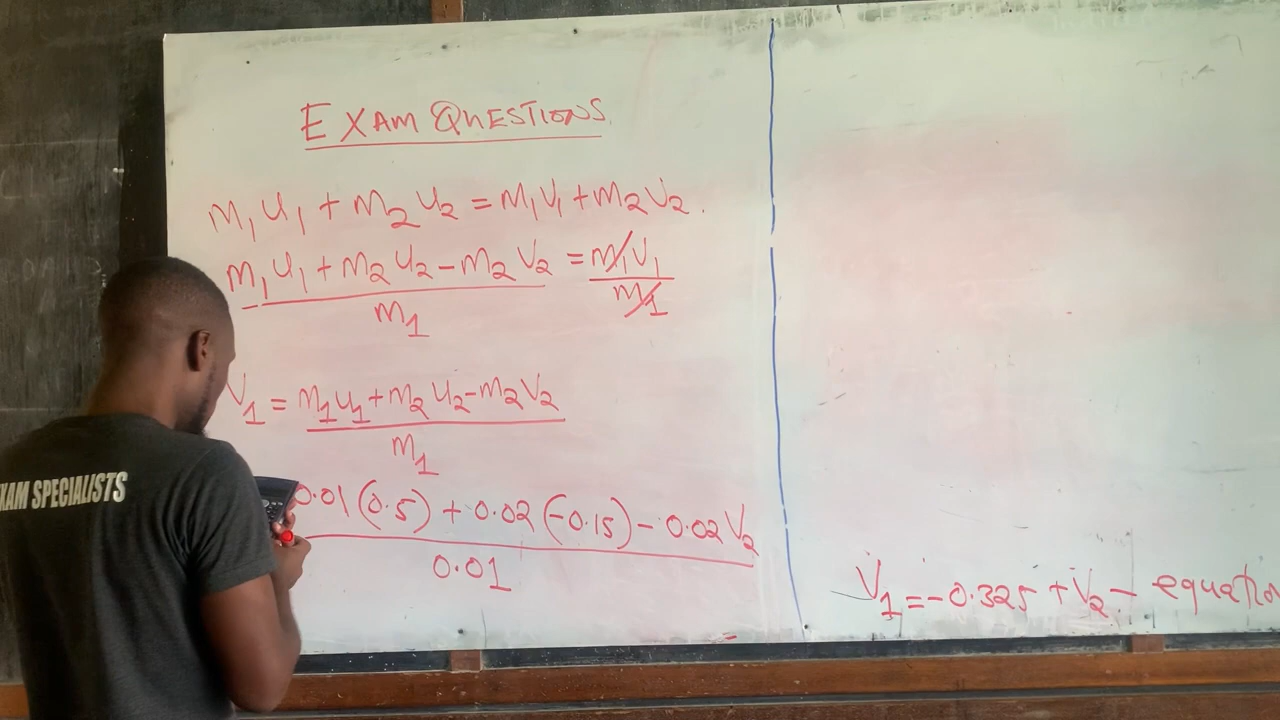 EXAM QUESTIONS
m₁u₁ + m₂u₂ = m₁v₁ + m₂v₂.
m₁u₁ + m₂u₂ - m₂v₂ = m₁v₁
m₁ m₁
V₁ = m₁u₁ + m₂u₂ - m₂v₂
m₁
0.01(0.5) + 0.02(-0.15) - 0.02V₂
0.01
V₁ = -0.325 + V₂ - equation
XAM SPECIALISTS